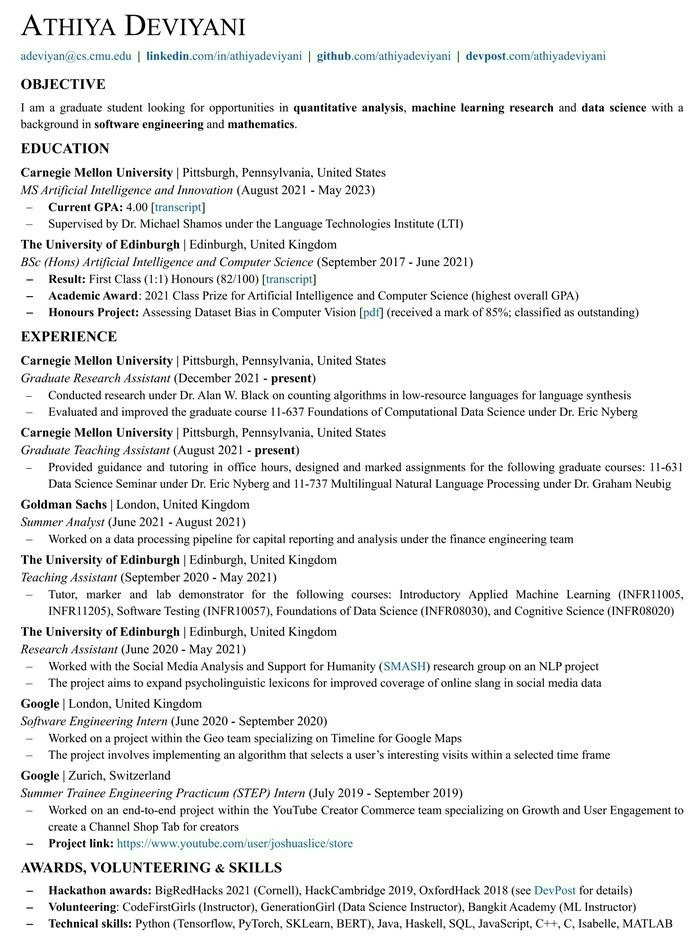 ATHIYA DEVIYANI
adeviyan@cs.cmu.edu | linkedin.com/in/athiyadeviyani | github.com/athiyadeviyani | devpost.com/athiyadeviyani
OBJECTIVE
I am a graduate student looking for opportunities in quantitative analysis, machine learning research and data science with a
background in software engineering and mathematics.
EDUCATION
Carnegie Mellon University | Pittsburgh, Pennsylvania, United States
MS Artificial Intelligence and Innovation (August 2021 - May 2023)
– Current GPA: 4.00 [transcript]
– Supervised by Dr. Michael Shamos under the Language Technologies Institute (LTI)
The University of Edinburgh | Edinburgh, United Kingdom
BSc (Hons) Artificial Intelligence and Computer Science (September 2017 - June 2021)
– Result: First Class (1:1) Honours (82/100) [transcript]
– Academic Award: 2021 Class Prize for Artificial Intelligence and Computer Science (highest overall GPA)
– Honours Project: Assessing Dataset Bias in Computer Vision [pdf] (received a mark of 85%; classified as outstanding)
EXPERIENCE
Carnegie Mellon University | Pittsburgh, Pennsylvania, United States
Graduate Research Assistant (December 2021 - present)
– Conducted research under Dr. Alan W. Black on counting algorithms in low-resource languages for language synthesis
– Evaluated and improved the graduate course 11-637 Foundations of Computational Data Science under Dr. Eric Nyberg
Carnegie Mellon University | Pittsburgh, Pennsylvania, United States
Graduate Teaching Assistant (August 2021 - present)
– Provided guidance and tutoring in office hours, designed and marked assignments for the following graduate courses: 11-631
Data Science Seminar under Dr. Eric Nyberg and 11-737 Multilingual Natural Language Processing under Dr. Graham Neubig
Goldman Sachs | London, United Kingdom
Summer Analyst (June 2021 - August 2021)
– Worked on a data processing pipeline for capital reporting and analysis under the finance engineering team
The University of Edinburgh | Edinburgh, United Kingdom
Teaching Assistant (September 2020 - May 2021)
– Tutor, marker and lab demonstrator for the following courses: Introductory Applied Machine Learning (INFR11005,
INFR11205), Software Testing (INFR10057), Foundations of Data Science (INFR08030), and Cognitive Science (INFR08020)
The University of Edinburgh | Edinburgh, United Kingdom
Research Assistant (June 2020 - May 2021)
– Worked with the Social Media Analysis and Support for Humanity (SMASH) research group on an NLP project
– The project aims to expand psycholinguistic lexicons for improved coverage of online slang in social media data
Google | London, United Kingdom
Software Engineering Intern (June 2020 - September 2020)
– Worked on a project within the Geo team specializing on Timeline for Google Maps
– The project involves implementing an algorithm that selects a user's interesting visits within a selected time frame
Google | Zurich, Switzerland
Summer Trainee Engineering Practicum (STEP) Intern (July 2019 - September 2019)
– Worked on an end-to-end project within the YouTube Creator Commerce team specializing on Growth and User Engagement to
create a Channel Shop Tab for creators
– Project link: https://www.youtube.com/user/joshuaslice/store
AWARDS, VOLUNTEERING & SKILLS
– Hackathon awards: BigRedHacks 2021 (Cornell), HackCambridge 2019, OxfordHack 2018 (see DevPost for details)
– Volunteering: CodeFirstGirls (Instructor), GenerationGirl (Data Science Instructor), Bangkit Academy (ML Instructor)
– Technical skills: Python (Tensorflow, PyTorch, SKLearn, BERT), Java, Haskell, SQL, JavaScript, C++, C, Isabelle, MATLAB